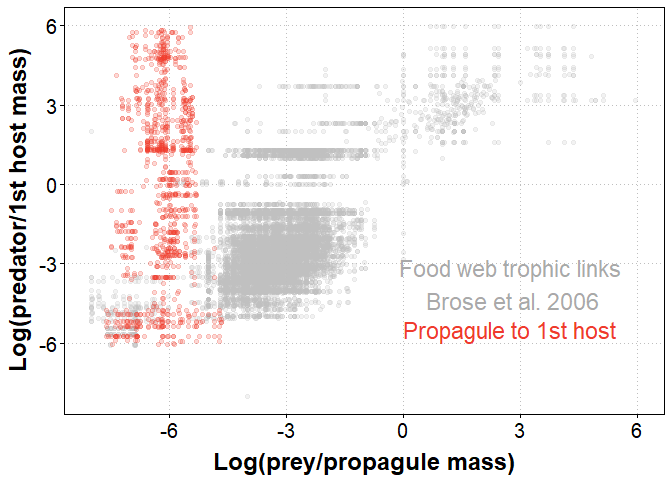 Log(predator/1st host mass)
6
3
0
-3
-6
Food web trophic links
Brose et al. 2006
Propagule to 1st host
-6
-3
0
3
6
Log(prey/propagule mass)